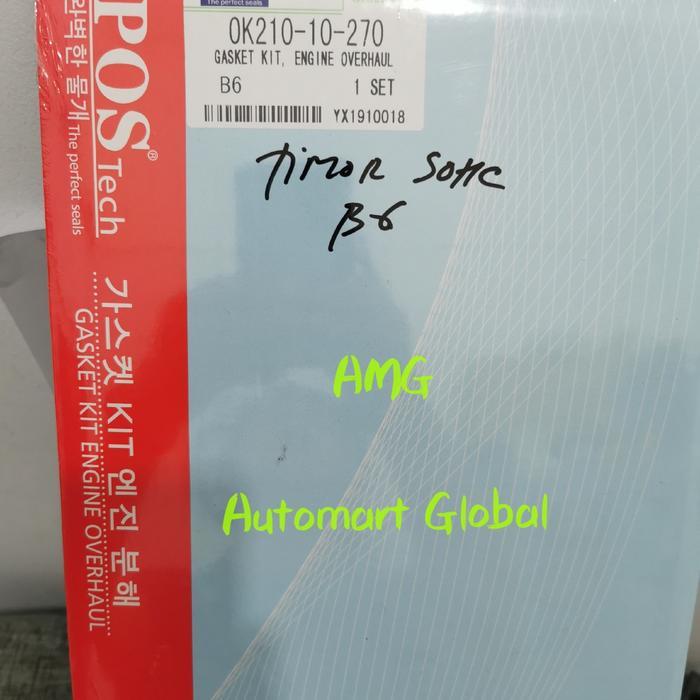 The perfect seals
0K210-10-270
GASKET KIT, ENGINE OVERHAUL
B6 1 SET
YX1910018
TiMOR SOHC
B-6
AMG
Automart Global
POS® Tech
완벽한 물개 The perfect seals
가스켓 KIT 엔진 분해
GASKET KIT ENGINE OVERHAUL